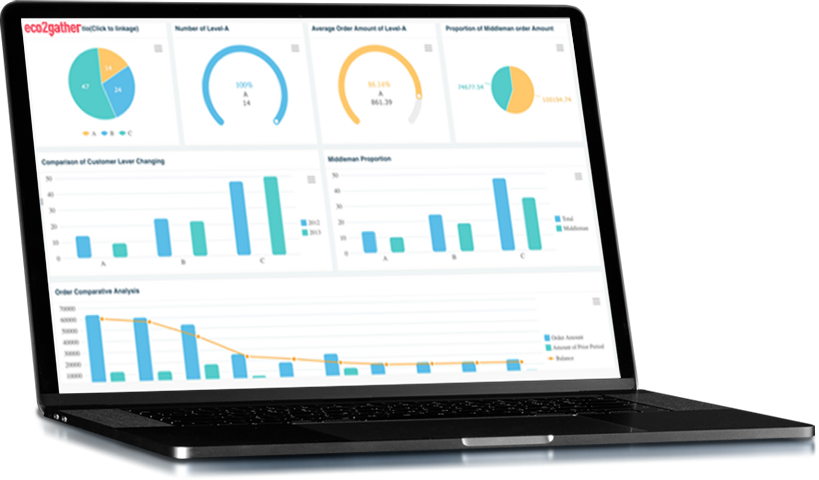 eco2gather tio(Click to linkage)
Number of Level-A
Average Order Amount of Level-A
Proportion of Middleman order Amount
14
24
47
A B C
100%
A
14
96.14%
A
861.39
74677.54
Comparison of Customer Lever Changing
50
40
30
20
10
0
A B C
2012
2013
Middleman Proportion
50
40
30
20
10
0
A B C
Total
Middleman
Order Comparative Analysis
70000
60000
50000
40000
30000
20000
10000
Order Amount
Amount of Prior Period
Balance